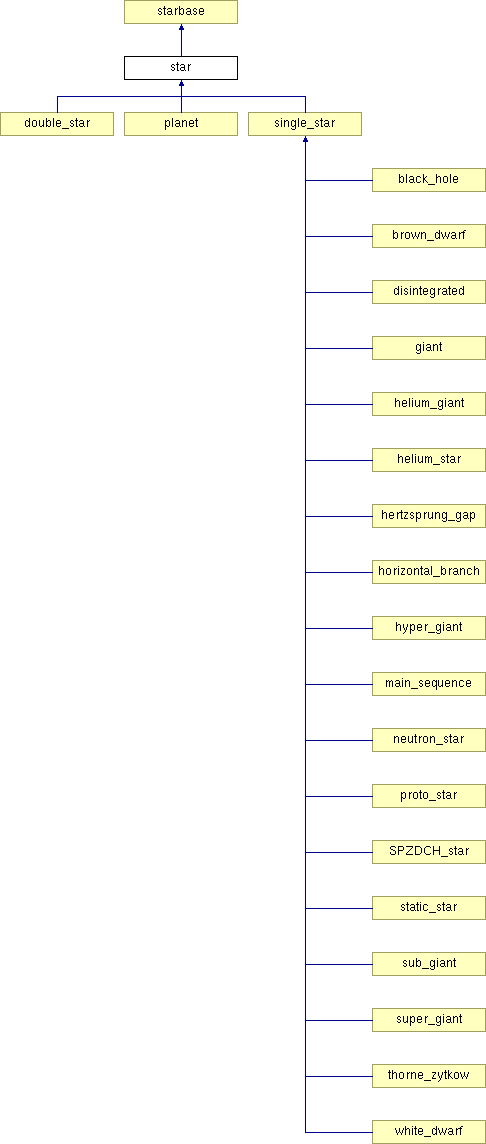 starbase
star
double_star
planet
single_star
black_hole
brown_dwarf
disintegrated
giant
helium_giant
helium_star
hertzsprung_gap
horizontal_branch
hyper_giant
main_sequence
neutron_star
proto_star
SPZDCH_star
static_star
sub_giant
super_giant
thorne_zytkow
white_dwarf